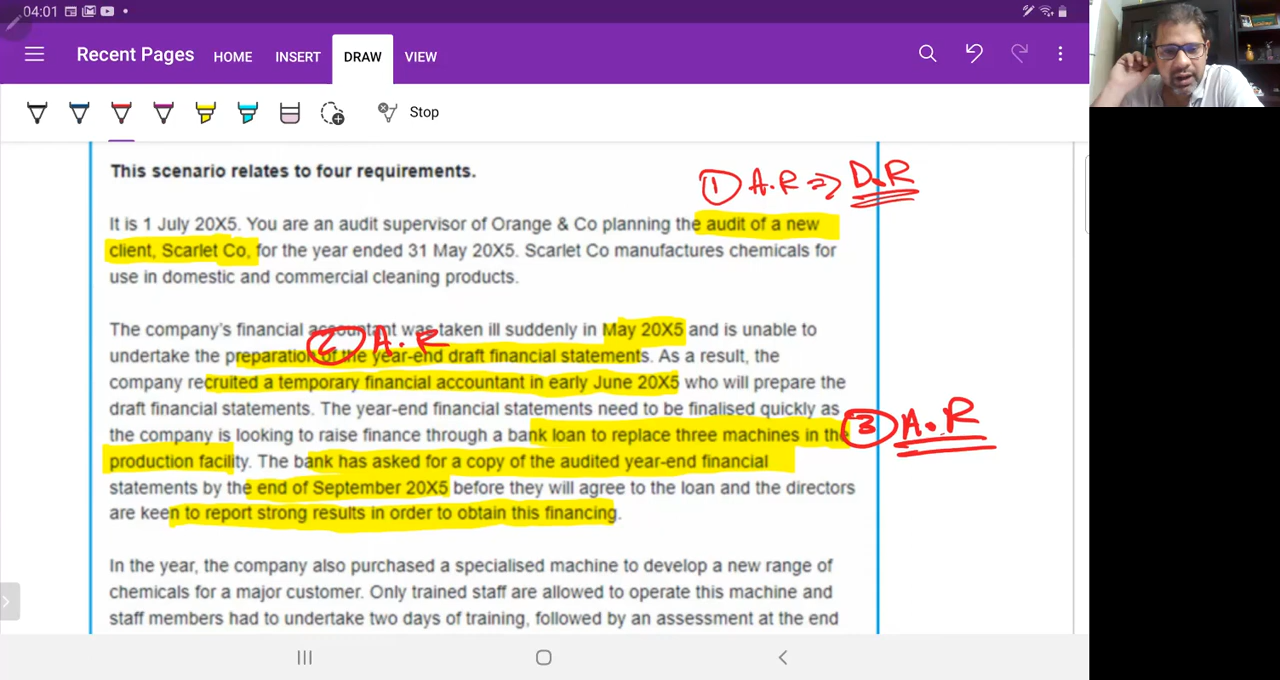 04:01
Recent Pages HOME INSERT DRAW VIEW
Stop
This scenario relates to four requirements.
① A.R ⇒ D.R
It is 1 July 20X5. You are an audit supervisor of Orange & Co planning the audit of a new
client, Scarlet Co, for the year ended 31 May 20X5. Scarlet Co manufactures chemicals for
use in domestic and commercial cleaning products.
The company's financial accountant was taken ill suddenly in May 20X5 and is unable to
② A.R
undertake the preparation of the year-end draft financial statements. As a result, the
company recruited a temporary financial accountant in early June 20X5 who will prepare the
draft financial statements. The year-end financial statements need to be finalised quickly as
the company is looking to raise finance through a bank loan to replace three machines in the
③ A.R
production facility. The bank has asked for a copy of the audited year-end financial
statements by the end of September 20X5 before they will agree to the loan and the directors
are keen to report strong results in order to obtain this financing.
In the year, the company also purchased a specialised machine to develop a new range of
chemicals for a major customer. Only trained staff are allowed to operate this machine and
staff members had to undertake two days of training, followed by an assessment at the end